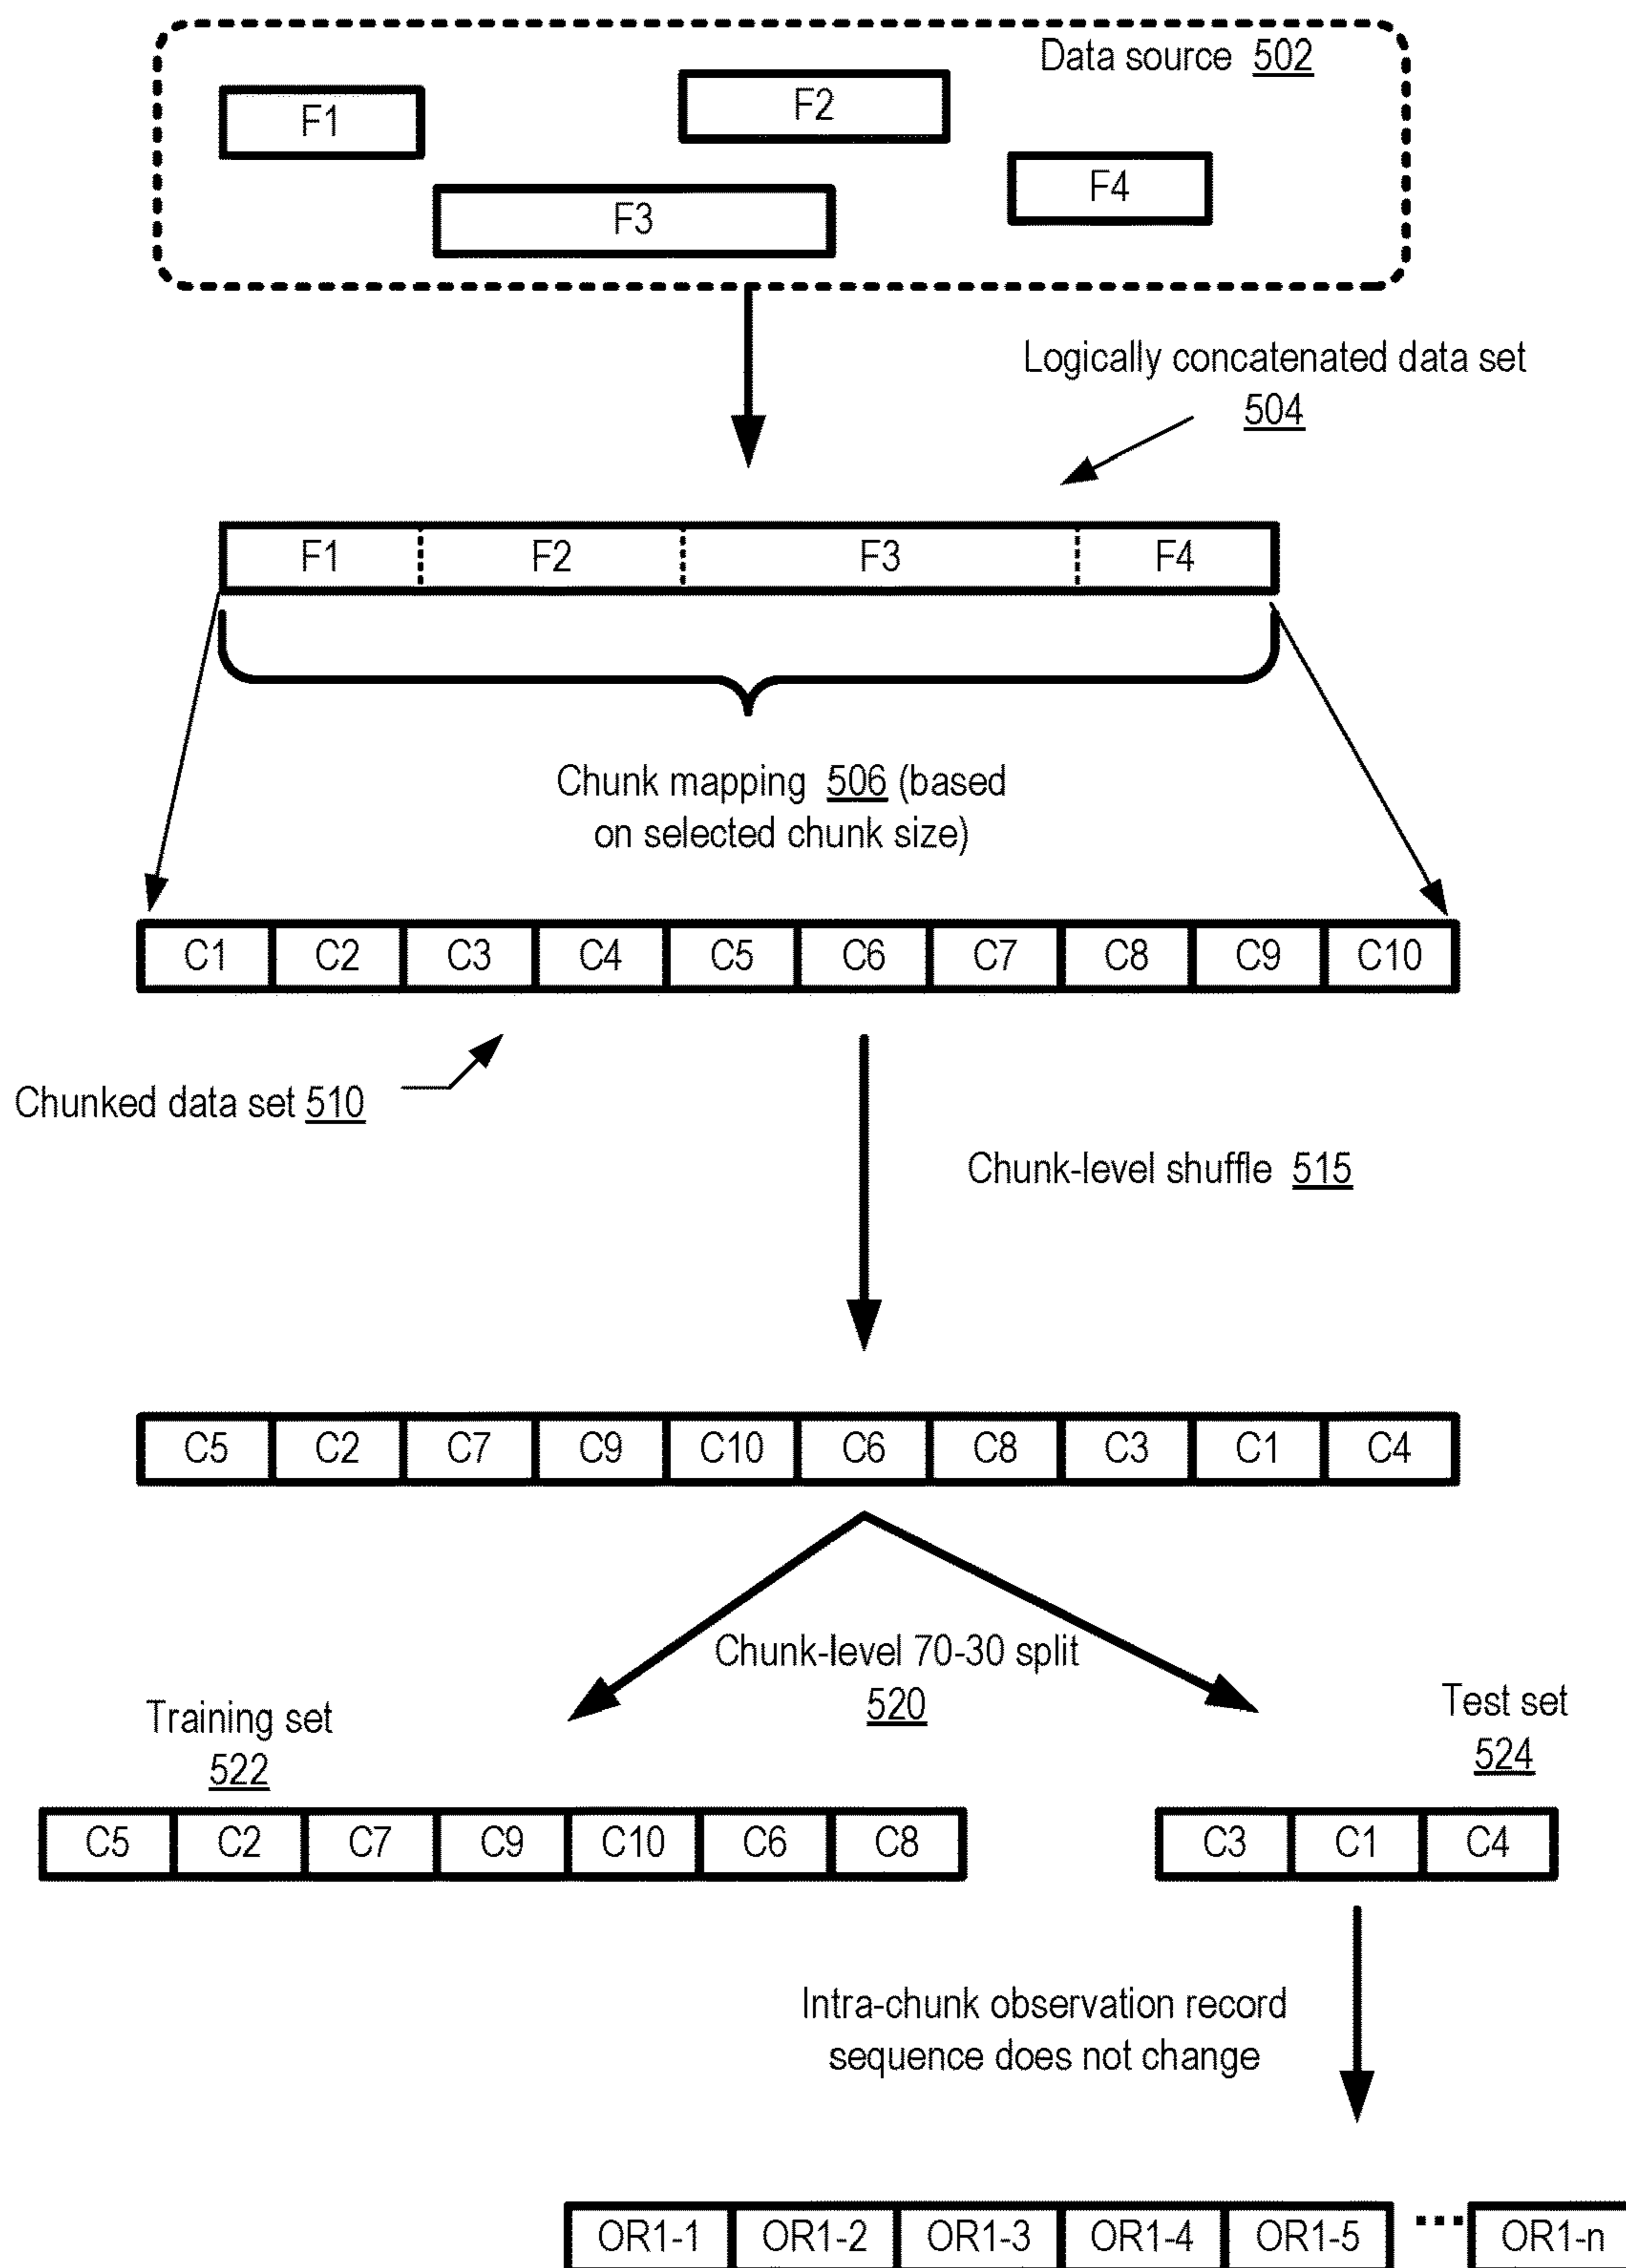 Data source 502
F1
F2
F3
F4
Logically concatenated data set
504
F1 F2 F3 F4
Chunk mapping 506 (based
on selected chunk size)
C1 C2 C3 C4 C5 C6 C7 C8 C9 C10
Chunked data set 510
Chunk-level shuffle 515
C5 C2 C7 C9 C10 C6 C8 C3 C1 C4
Chunk-level 70-30 split
520
Training set
522
Test set
524
C5 C2 C7 C9 C10 C6 C8
C3 C1 C4
Intra-chunk observation record
sequence does not change
OR1-1 OR1-2 OR1-3 OR1-4 OR1-5 ... OR1-n